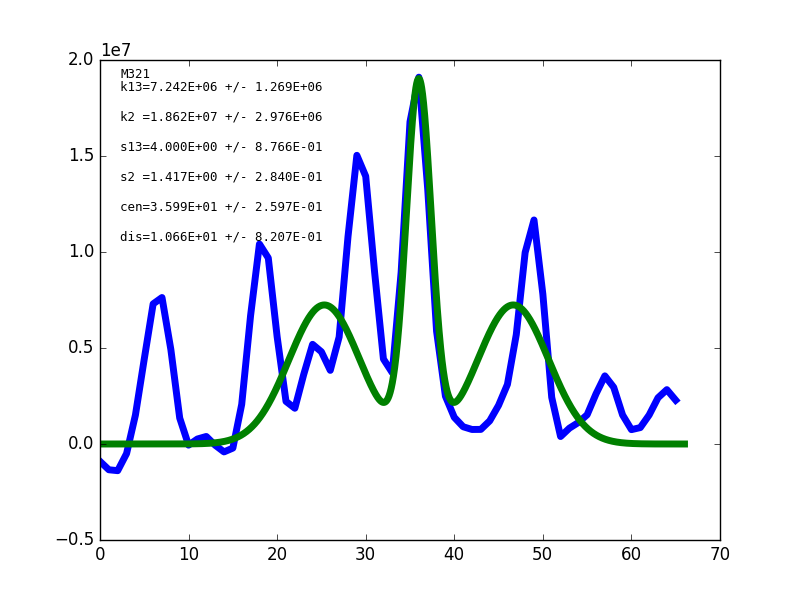 1e7
2.0
M321
k13=7.242E+06 +/- 1.269E+06
k2 =1.862E+07 +/- 2.976E+06
1.5
s13=4.000E+00 +/- 8.766E-01
s2 =1.417E+00 +/- 2.840E-01
cen=3.599E+01 +/- 2.597E-01
dis=1.066E+01 +/- 8.207E-01
1.0
0.5
0.0
−0.5
0 10 20 30 40 50 60 70